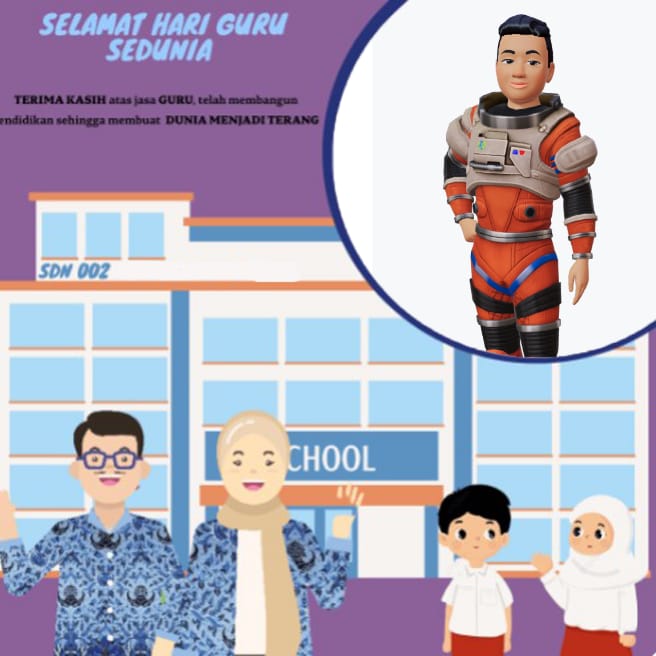 SELAMAT HARI GURU
SEDUNIA
TERIMA KASIH atas jasa GURU, telah membangun
endidikan sehingga membuat DUNIA MENJADI TERANG
SDN 002
CHOOL